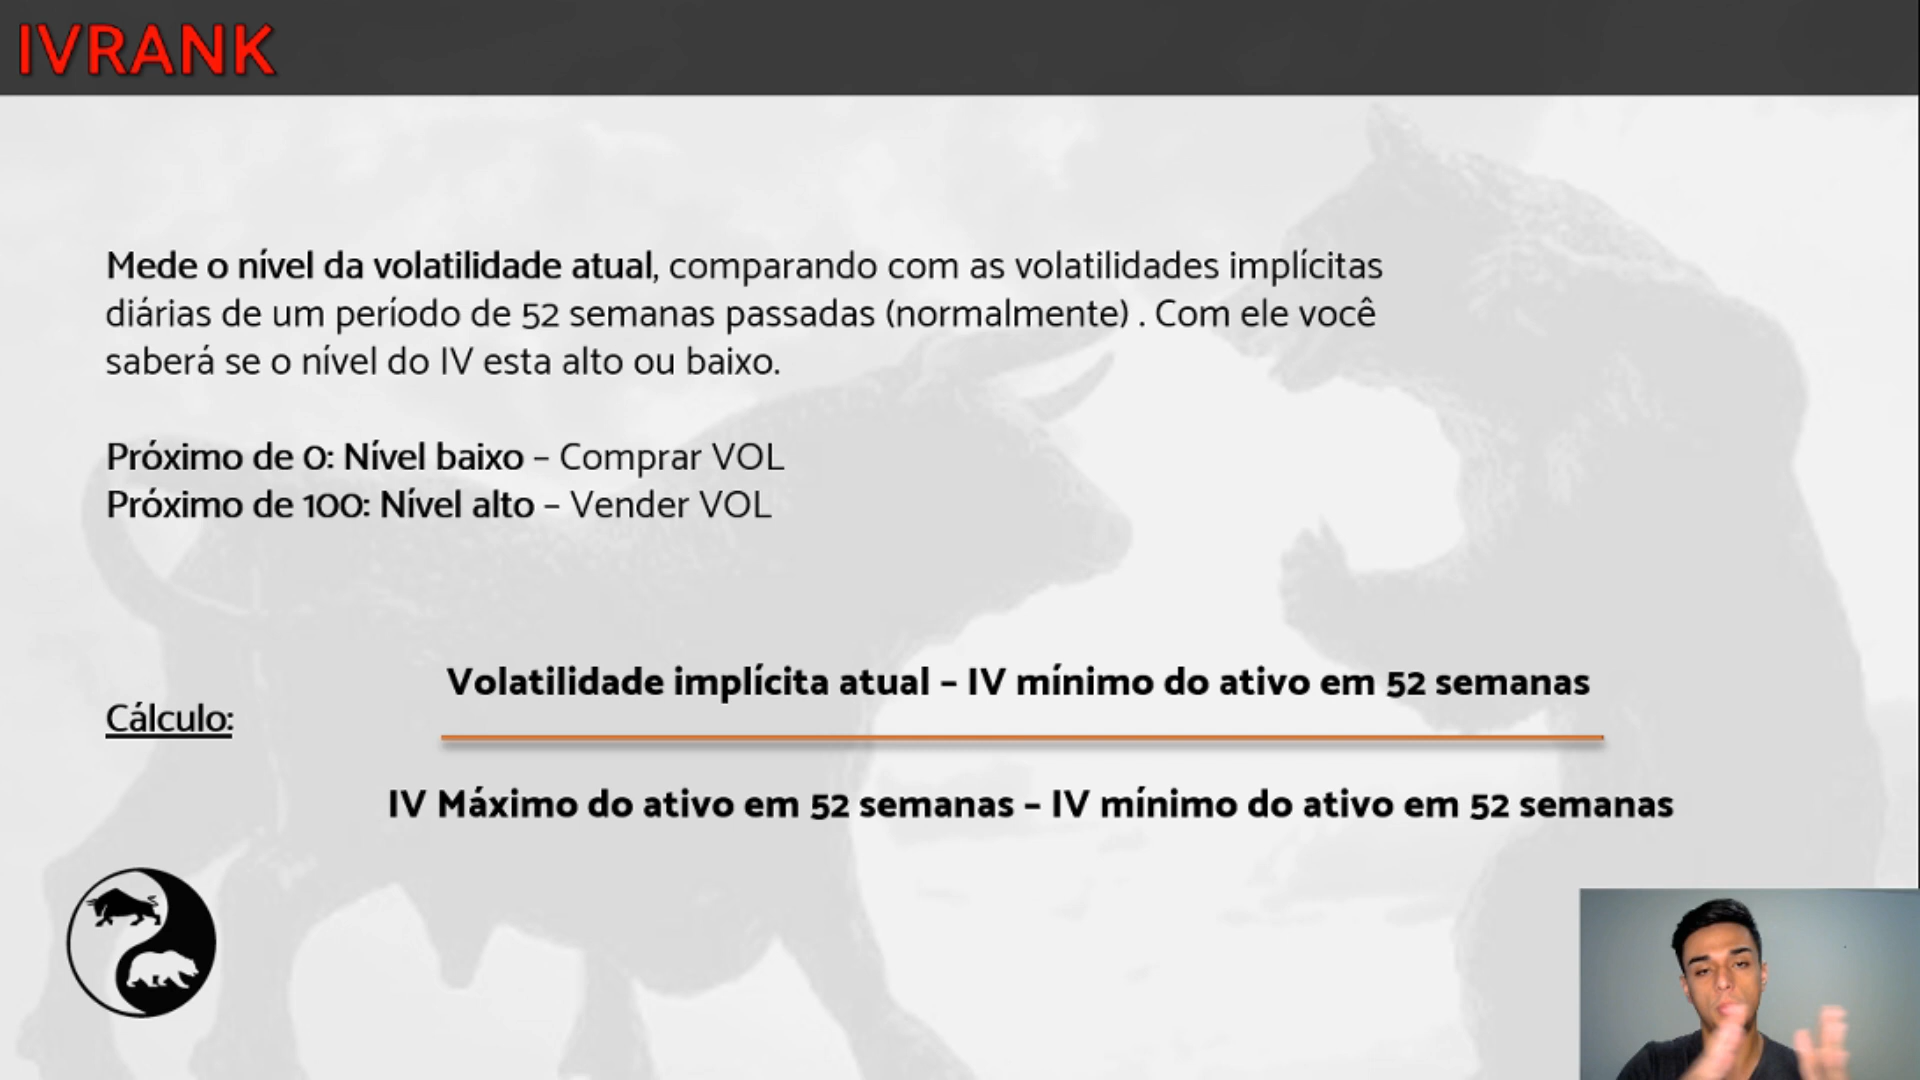 IVRANK
Mede o nível da volatilidade atual, comparando com as volatilidades implícitas
diárias de um período de 52 semanas passadas (normalmente) . Com ele você
saberá se o nível do IV esta alto ou baixo.
Próximo de 0: Nível baixo – Comprar VOL
Próximo de 100: Nível alto – Vender VOL
Volatilidade implícita atual – IV mínimo do ativo em 52 semanas
Cálculo:
IV Máximo do ativo em 52 semanas – IV mínimo do ativo em 52 semanas